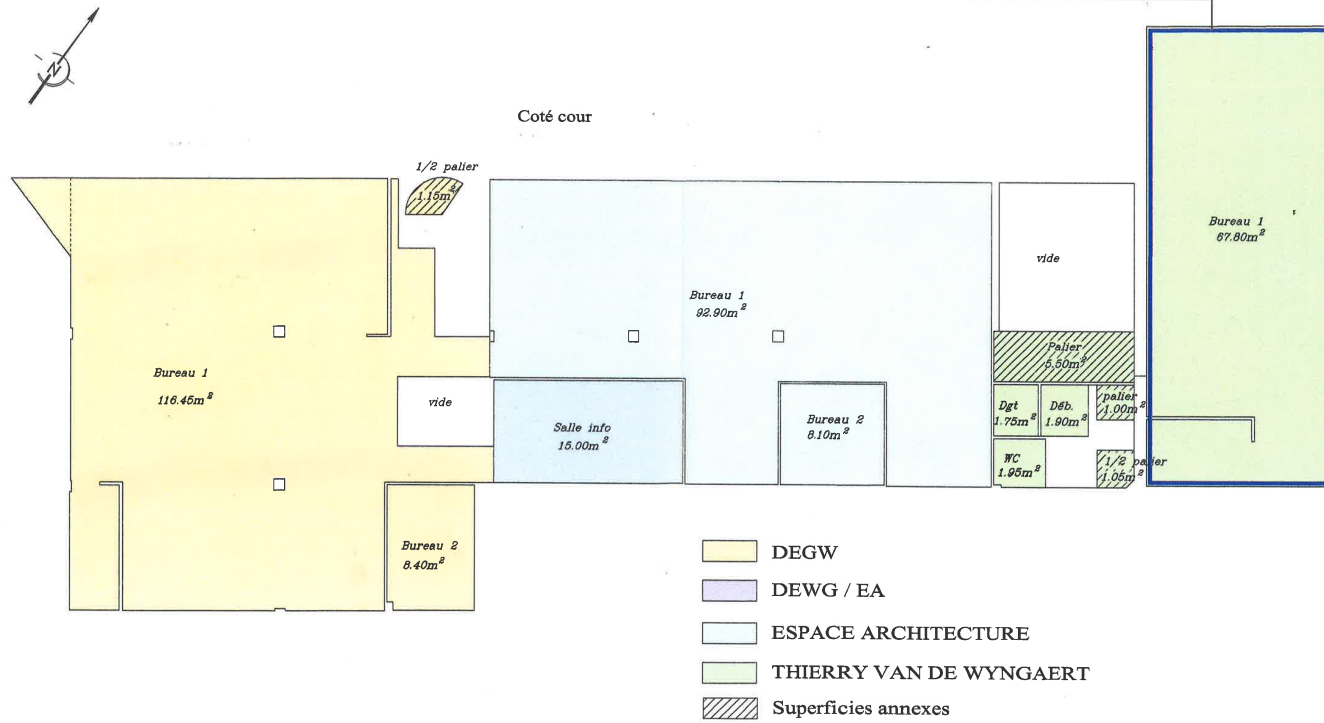 N
Coté cour
1/2 palier
1.15m²
Bureau 1
67.80m²
vide
Bureau 1
92.90m²
Palier
5.50m²
Bureau 1
116.45m²
vide
Salle info
15.00m²
Bureau 2
8.10m²
Dgt
1.75m²
Déb.
1.90m²
palier
1.00m²
WC
1.95m²
1/2 palier
1.05m²
Bureau 2
8.40m²
DEGW
DEWG / EA
ESPACE ARCHITECTURE
THIERRY VAN DE WYNGAERT
Superficies annexes